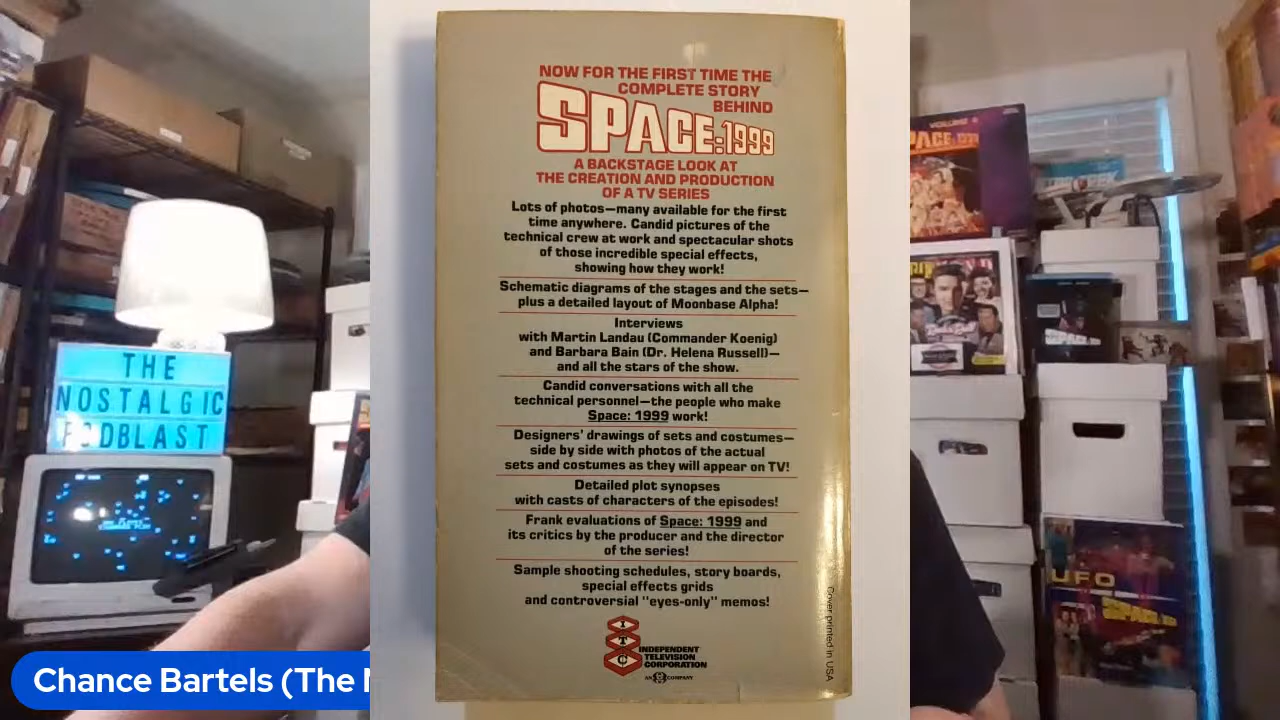 NOW FOR THE FIRST TIME THE
COMPLETE STORY
BEHIND
SPACE:1999
A BACKSTAGE LOOK AT
THE CREATION AND PRODUCTION
OF A TV SERIES
Lots of photos—many available for the first
time anywhere. Candid pictures of the
technical crew at work and spectacular shots
of those incredible special effects,
showing how they work!
Schematic diagrams of the stages and the sets—
plus a detailed layout of Moonbase Alpha!
Interviews
with Martin Landau (Commander Koenig)
and Barbara Bain (Dr. Helena Russell)—
and all the stars of the show.
Candid conversations with all the
technical personnel—the people who make
Space: 1999 work!
Designers' drawings of sets and costumes—
side by side with photos of the actual
sets and costumes as they will appear on TV!
Detailed plot synopses
with casts of characters of the episodes!
Frank evaluations of Space: 1999 and
its critics by the producer and the director
of the series!
Sample shooting schedules, story boards,
special effects grids
and controversial "eyes-only" memos!
ITC
INDEPENDENT
TELEVISION
CORPORATION
AN
COMPANY
Cover printed in USA
THE
NOSTALGIC
PODBLAST
Chance Bartels (The
VOLUME
UFO